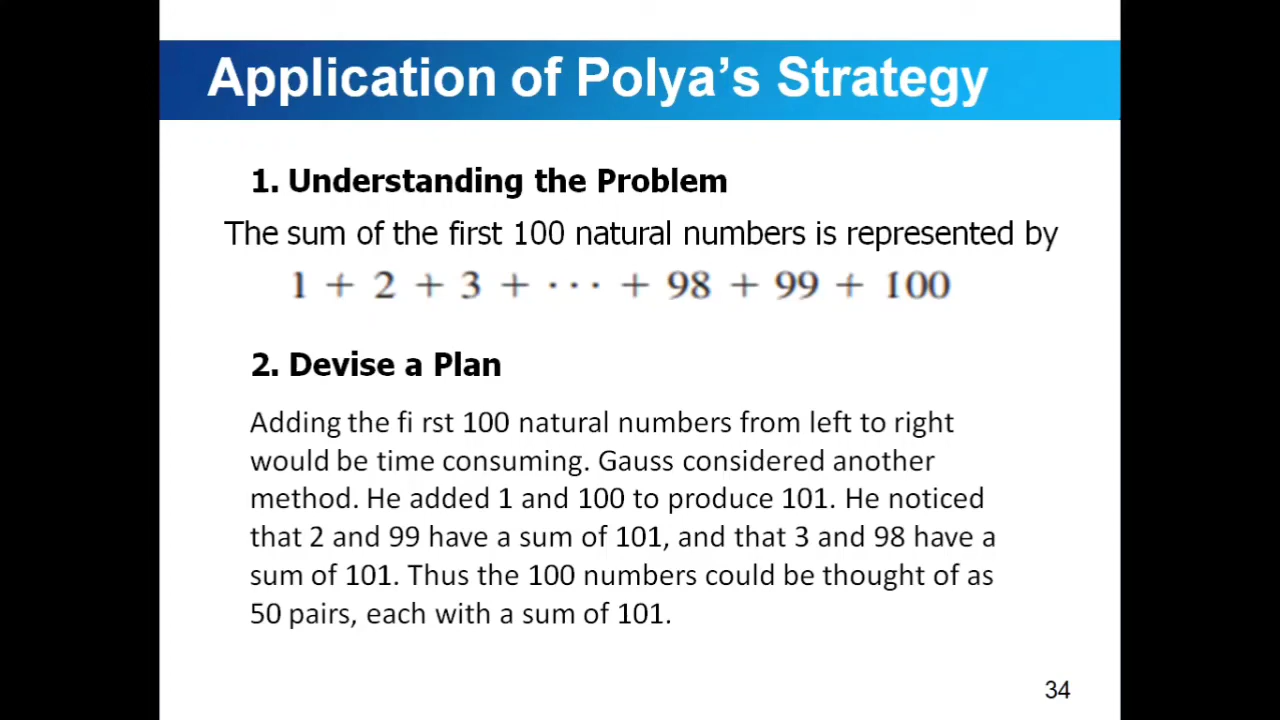 Application of Polya's Strategy
1. Understanding the Problem
The sum of the first 100 natural numbers is represented by
1 + 2 + 3 + ··· + 98 + 99 + 100
2. Devise a Plan
Adding the fi rst 100 natural numbers from left to right
would be time consuming. Gauss considered another
method. He added 1 and 100 to produce 101. He noticed
that 2 and 99 have a sum of 101, and that 3 and 98 have a
sum of 101. Thus the 100 numbers could be thought of as
50 pairs, each with a sum of 101.
34